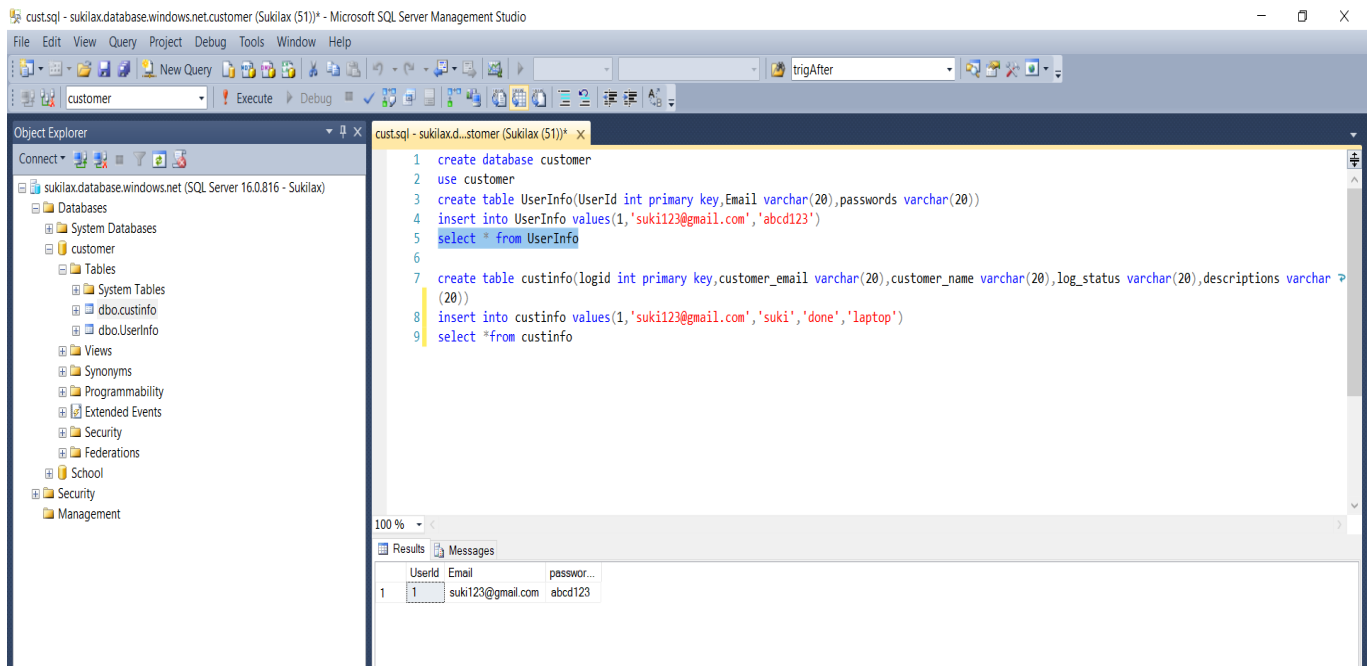 cust.sql - sukilax.database.windows.net.customer (Sukilax (51))* - Microsoft SQL Server Management Studio
File Edit View Query Project Debug Tools Window Help
New Query trigAfter
customer Execute Debug
Object Explorer
Connect
sukilax.database.windows.net (SQL Server 16.0.816 - Sukilax)
Databases
System Databases
customer
Tables
System Tables
dbo.custinfo
dbo.UserInfo
Views
Synonyms
Programmability
Extended Events
Security
Federations
School
Security
Management
cust.sql - sukilax.d...stomer (Sukilax (51))*
1 create database customer
2 use customer
3 create table UserInfo(UserId int primary key,Email varchar(20),passwords varchar(20))
4 insert into UserInfo values(1,'suki123@gmail.com','abcd123')
5 select * from UserInfo
6
7 create table custinfo(logid int primary key,customer_email varchar(20),customer_name varchar(20),log_status varchar(20),descriptions varchar
(20))
8 insert into custinfo values(1,'suki123@gmail.com','suki','done','laptop')
9 select *from custinfo
100 %
Results Messages
UserId Email passwor...
1 1 suki123@gmail.com abcd123